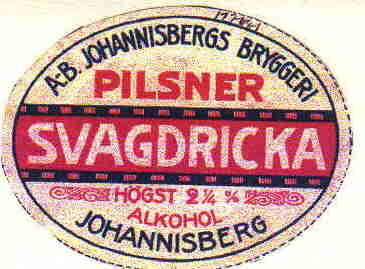 A.-B. JOHANNISBERGS BRYGGERI
PILSNER
SVAGDRICKA
HÖGST 2¼ %
ALKOHOL
JOHANNISBERG